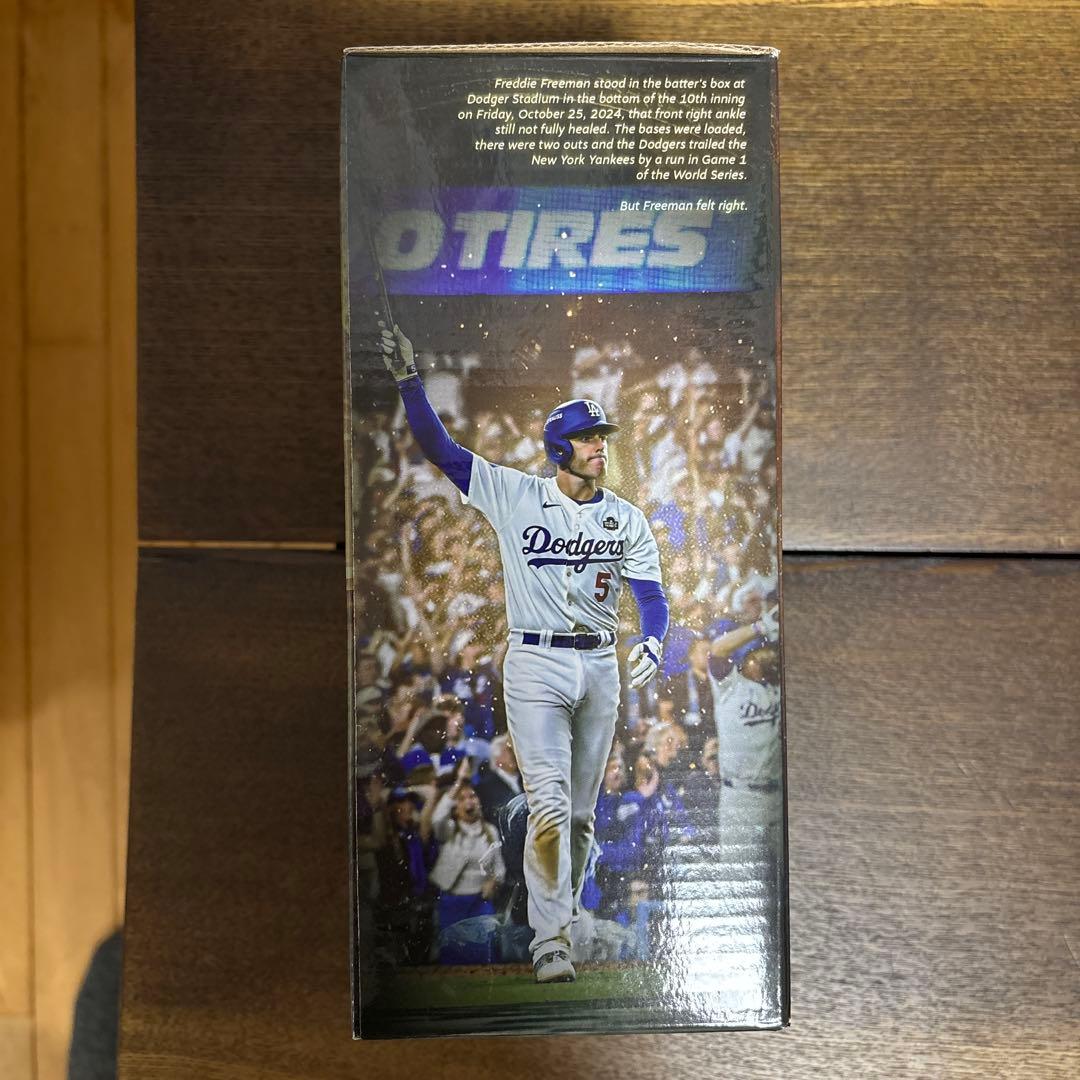 Freddie Freeman stood in the batter's box at
Dodger Stadium in the bottom of the 10th inning
on Friday, October 25, 2024, that front right ankle
still not fully healed. The bases were loaded,
there were two outs and the Dodgers trailed the
New York Yankees by a run in Game 1
of the World Series.
But Freeman felt right.
O TIRES
LA
Dodgers
5
Dod